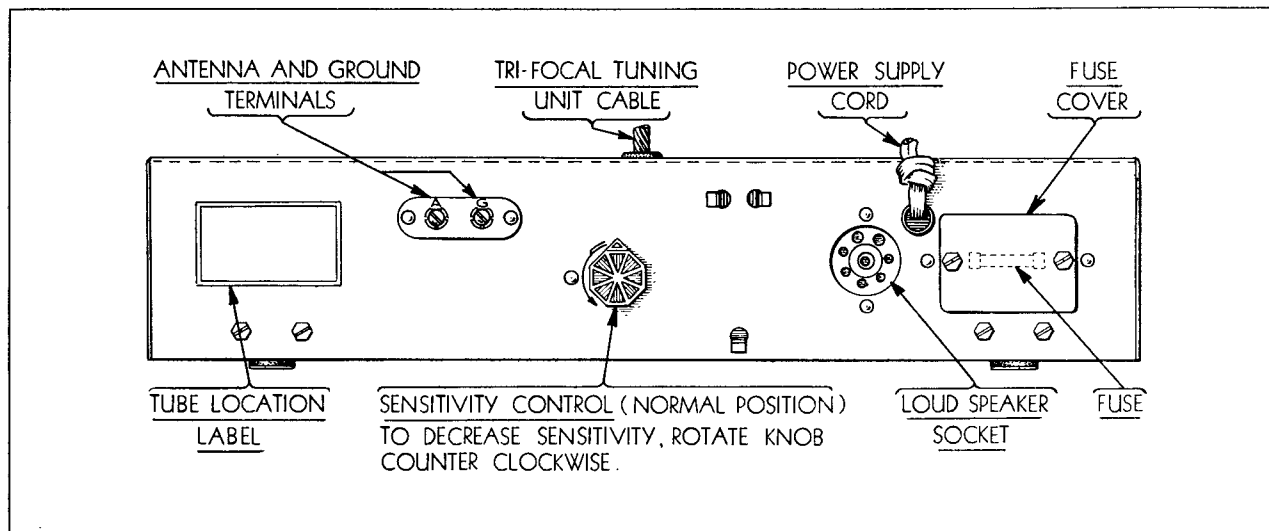 ANTENNA AND GROUND
TERMINALS
TRI-FOCAL TUNING
UNIT CABLE
POWER SUPPLY
CORD
FUSE
COVER
A G
TUBE LOCATION
LABEL
SENSITIVITY CONTROL (NORMAL POSITION)
TO DECREASE SENSITIVITY, ROTATE KNOB
COUNTER CLOCKWISE.
LOUD SPEAKER
SOCKET
FUSE